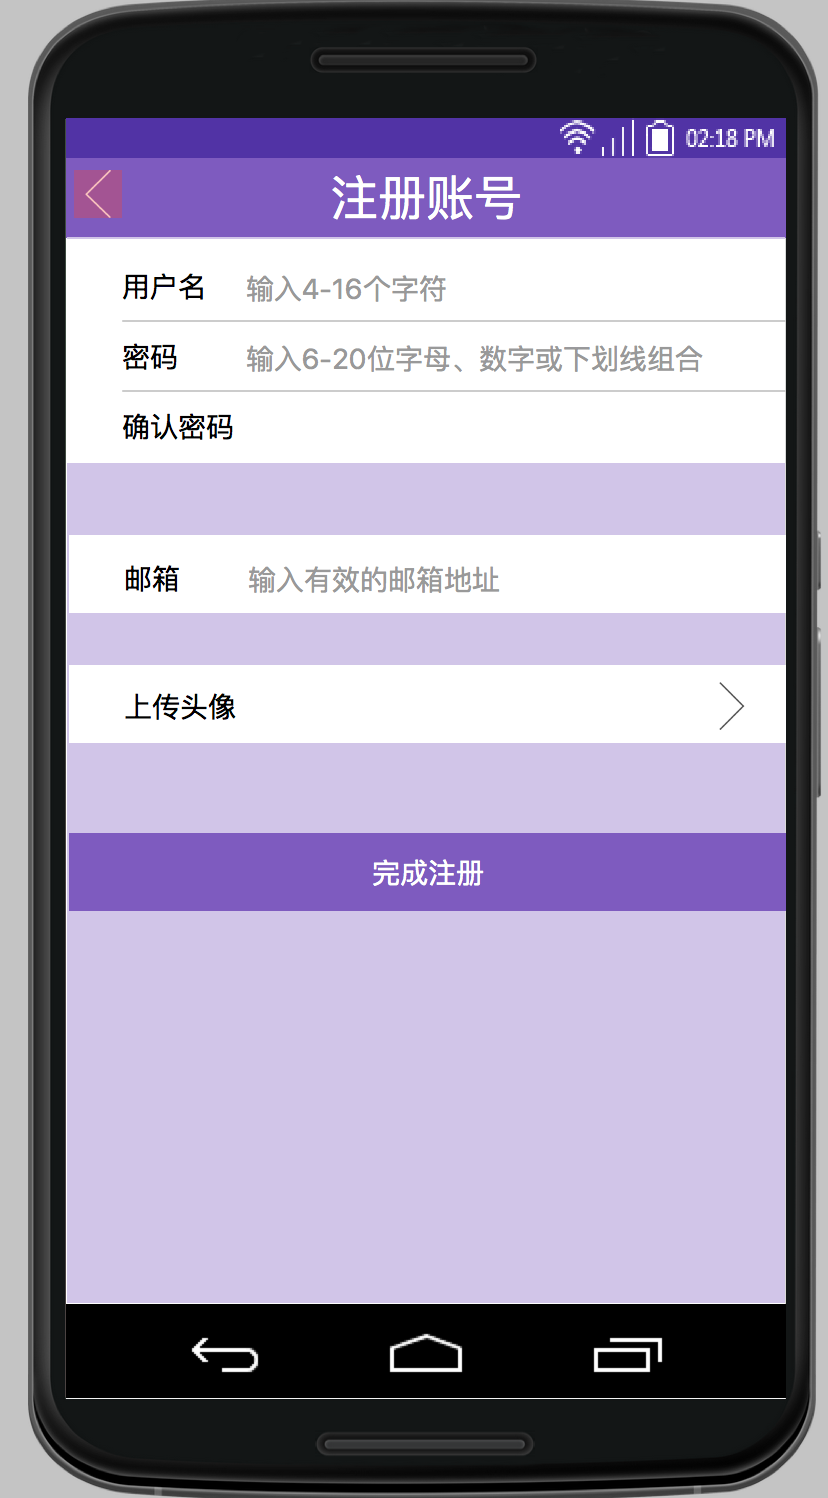 02:18 PM
注册账号
用户名 输入4-16个字符
密码 输入6-20位字母、数字或下划线组合
确认密码
邮箱 输入有效的邮箱地址
上传头像
完成注册